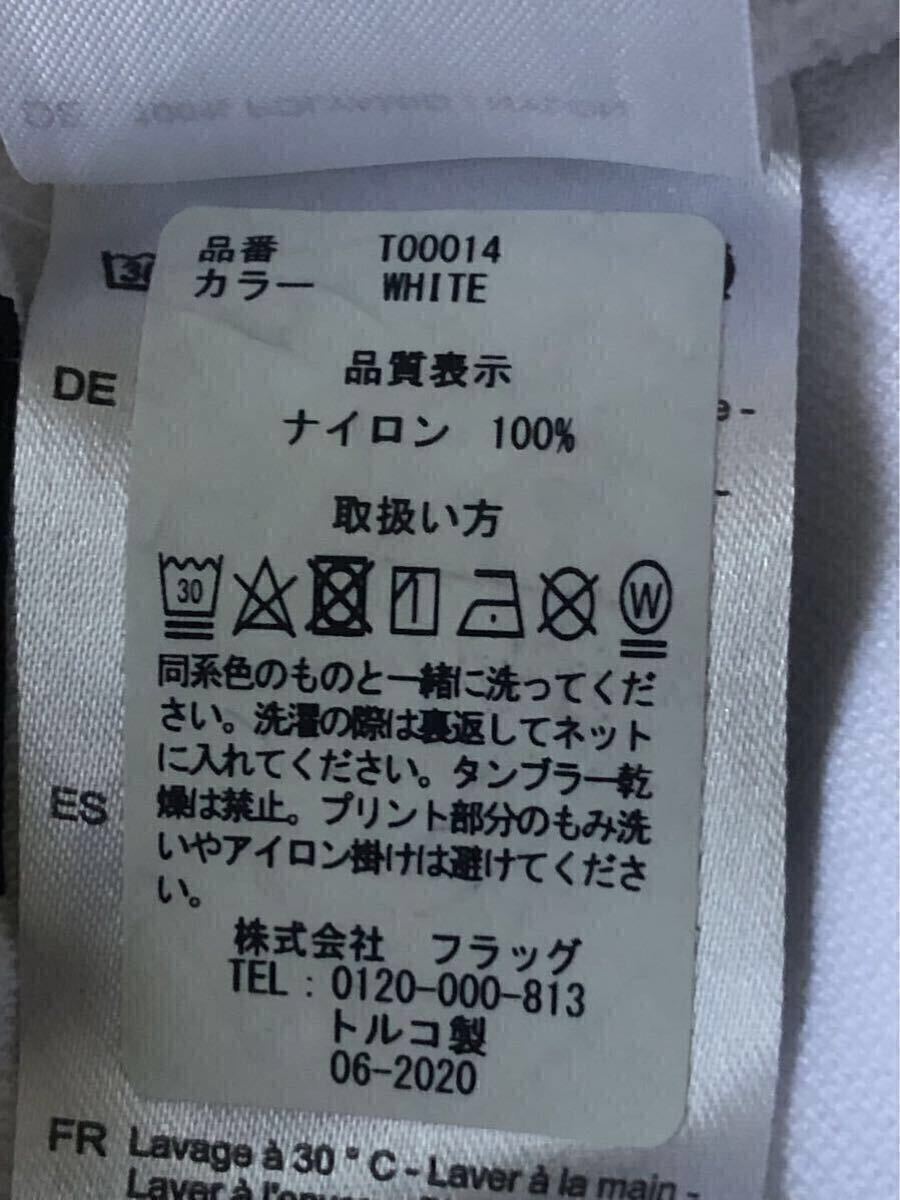 品番 T00014
カラー WHITE
品質表示
ナイロン 100%
取扱い方
30 W
同系色のものと一緒に洗ってくだ
さい。洗濯の際は裏返してネット
に入れてください。タンブラー乾
燥は禁止。プリント部分のもみ洗
いやアイロン掛けは避けてくださ
い。
株式会社 フラッグ
TEL : 0120-000-813
トルコ製
06-2020
30
DE
ES
FR Lavage à 30 ° C - Laver à la main -